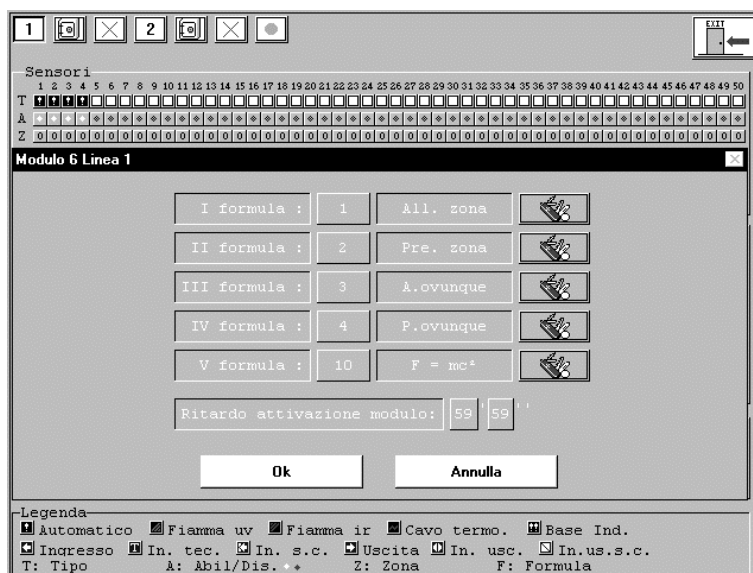 1 2 EXIT
Sensori
1 2 3 4 5 6 7 8 9 10 11 12 13 14 15 16 17 18 19 20 21 22 23 24 25 26 27 28 29 30 31 32 33 34 35 36 37 38 39 40 41 42 43 44 45 46 47 48 49 50
T
A
Z 0 0 0 0 0 0 0 0 0 0 0 0 0 0 0 0 0 0 0 0 0 0 0 0 0 0 0 0 0 0 0 0 0 0 0 0 0 0 0 0 0 0 0 0 0 0 0 0 0 0
Modulo 6 Linea 1
I formula : 1 All. zona
II formula : 2 Pre. zona
III formula : 3 A.ovunque
IV formula : 4 P.ovunque
V formula : 10 F = mc²
Ritardo attivazione modulo: 59 ' 59 ''
Ok Annulla
Legenda
Automatico Fiamma uv Fiamma ir Cavo termo. Base Ind.
Ingresso In. tec. In. s.c. Uscita In. usc. In.us.s.c.
T: Tipo A: Abil/Dis. Z: Zona F: Formula